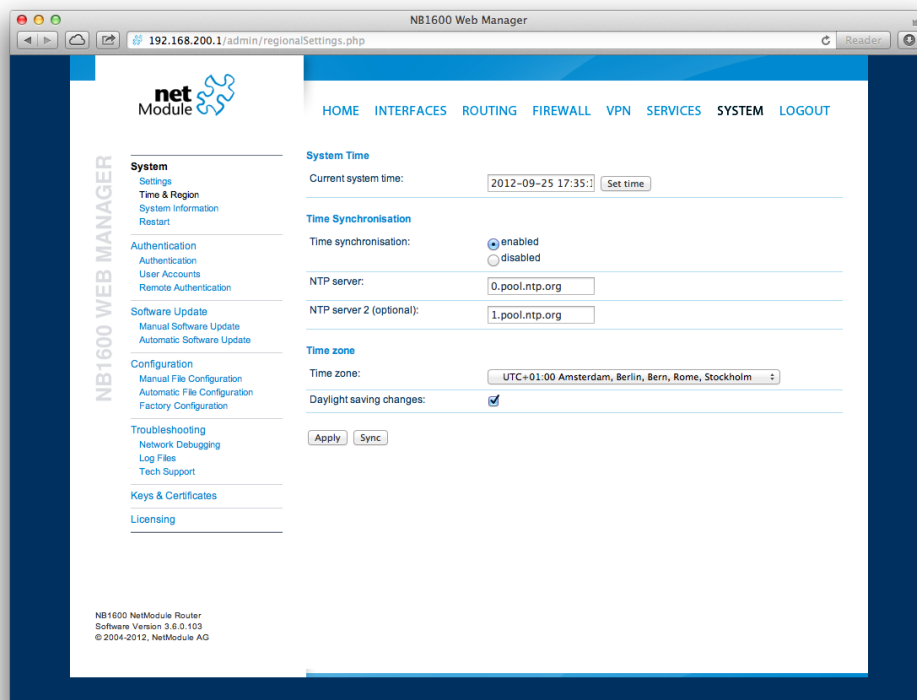 NB1600 Web Manager
192.168.200.1/admin/regionalSettings.php
Reader
net
Module
HOME INTERFACES ROUTING FIREWALL VPN SERVICES SYSTEM LOGOUT
NB1600 WEB MANAGER
System
Settings
Time & Region
System Information
Restart
Authentication
Authentication
User Accounts
Remote Authentication
Software Update
Manual Software Update
Automatic Software Update
Configuration
Manual File Configuration
Automatic File Configuration
Factory Configuration
Troubleshooting
Network Debugging
Log Files
Tech Support
Keys & Certificates
Licensing
System Time
Current system time: 2012-09-25 17:35:1 Set time
Time Synchronisation
Time synchronisation: enabled
disabled
NTP server: 0.pool.ntp.org
NTP server 2 (optional): 1.pool.ntp.org
Time zone
Time zone: UTC+01:00 Amsterdam, Berlin, Bern, Rome, Stockholm
Daylight saving changes:
Apply Sync
NB1600 NetModule Router
Software Version 3.6.0.103
© 2004-2012, NetModule AG